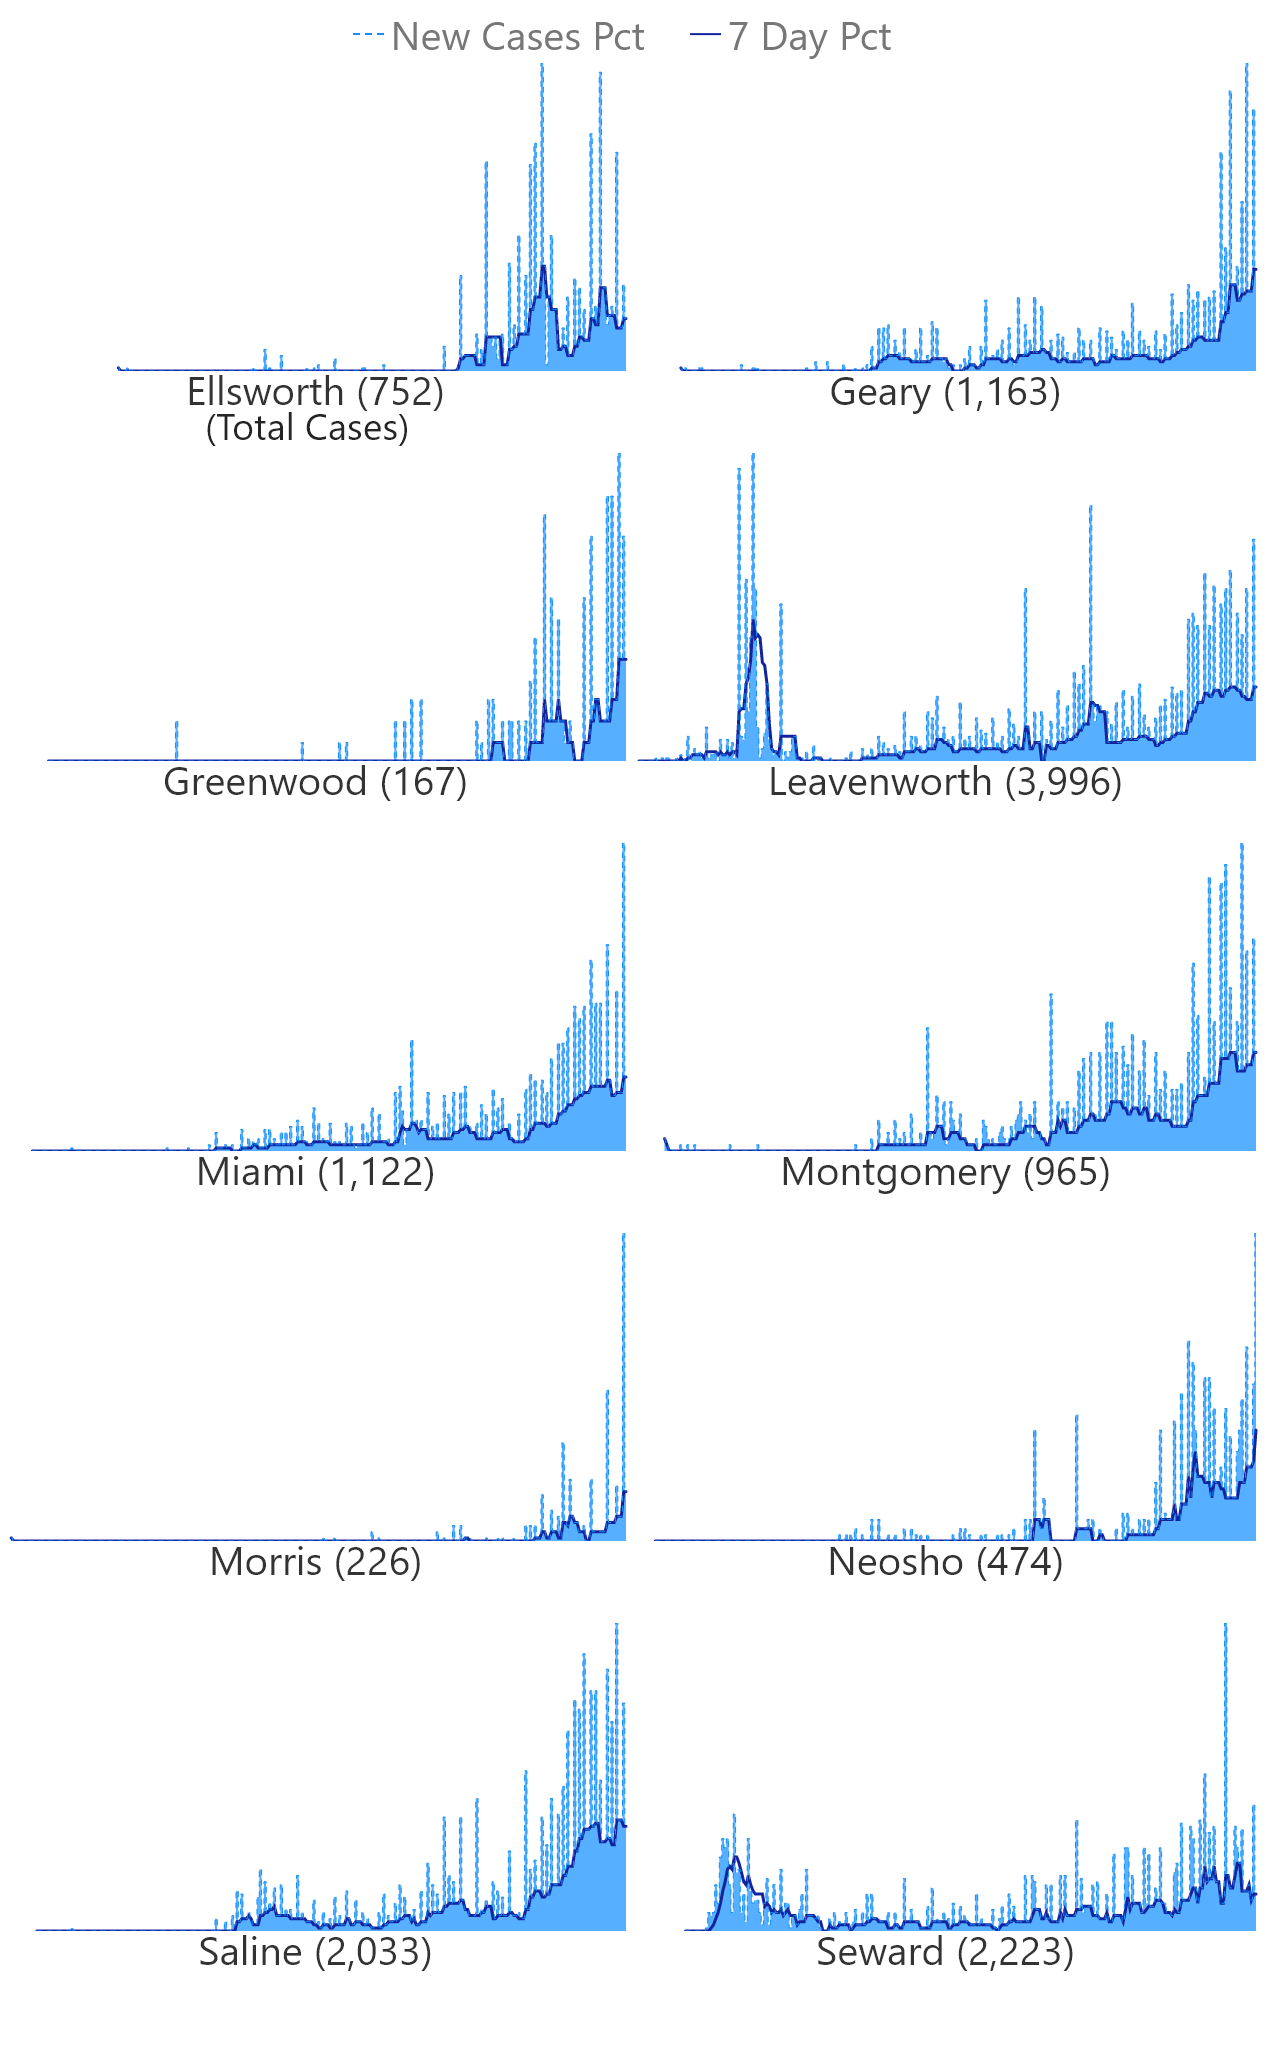 New Cases Pct 7 Day Pct
Ellsworth (752) Geary (1,163)
(Total Cases)
Greenwood (167) Leavenworth (3,996)
Miami (1,122) Montgomery (965)
Morris (226) Neosho (474)
Saline (2,033) Seward (2,223)